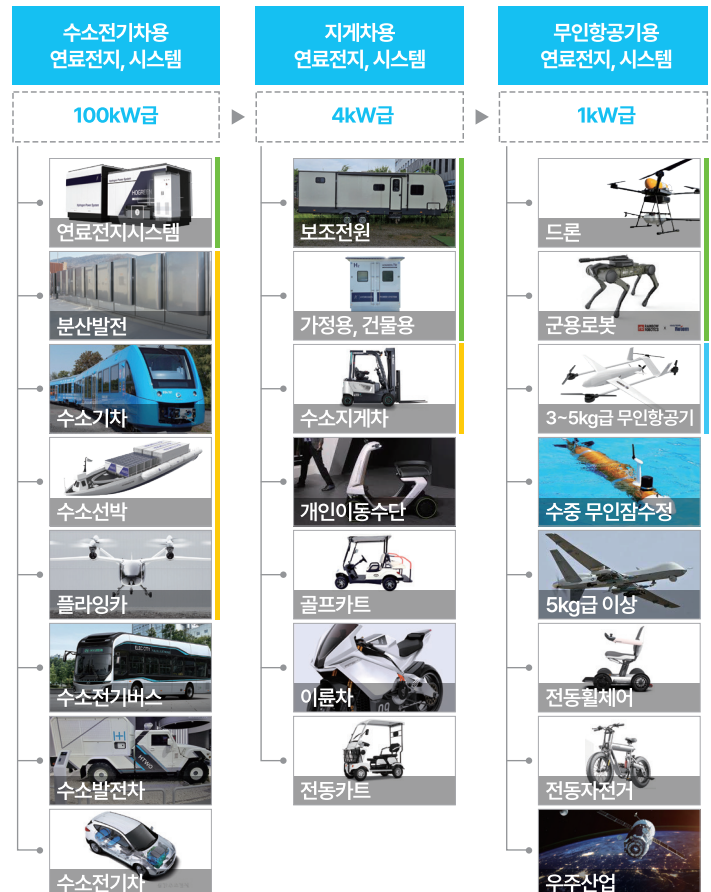 수소전기차용
연료전지, 시스템
100kW급
연료전지시스템
분산발전
수소기차
수소선박
플라잉카
수소전기버스
수소발전차
수소전기차
지게차용
연료전지, 시스템
4kW급
보조전원
가정용, 건물용
수소지게차
개인이동수단
골프카트
이륜차
전동카트
무인항공기용
연료전지, 시스템
1kW급
드론
군용로봇
3~5kg급 무인항공기
수중 무인잠수정
5kg급 이상
전동휠체어
전동자전거
우주산업